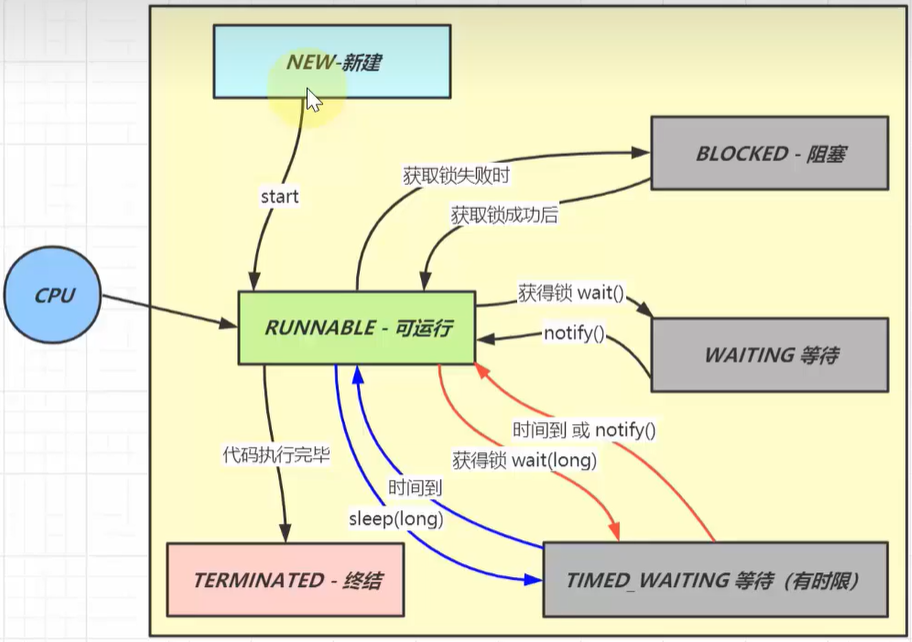 NEW-新建
BLOCKED - 阻塞
获取锁失败时
start
获取锁成功后
CPU
获得锁 wait()
RUNNABLE - 可运行
notify()
WAITING 等待
时间到 或 notify()
代码执行完毕
获得锁 wait(long)
时间到
sleep(long)
TERMINATED - 终结
TIMED_WAITING 等待（有时限）